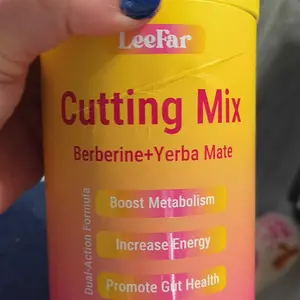 LeeFar
Cutting Mix
Berberine+Yerba Mate
Dual-Action Formula
Boost Metabolism
Increase Energy
Promote Gut Health